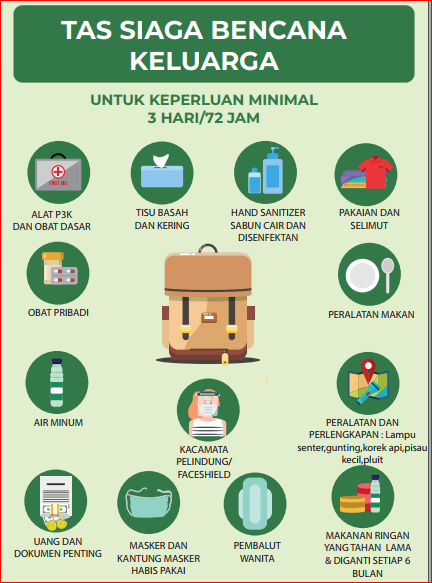 TAS SIAGA BENCANA
KELUARGA
UNTUK KEPERLUAN MINIMAL
3 HARI/72 JAM
FIRST AID
ALAT P3K
DAN OBAT DASAR
TISU BASAH
DAN KERING
HAND SANITIZER
SABUN CAIR DAN
DISENFEKTAN
PAKAIAN DAN
SELIMUT
OBAT PRIBADI
PERALATAN MAKAN
AIR MINUM
KACAMATA
PELINDUNG/
FACESHIELD
PERALATAN DAN
PERLENGKAPAN : Lampu
senter,gunting,korek api,pisau
kecil,pluit
UANG DAN
DOKUMEN PENTING
MASKER DAN
KANTUNG MASKER
HABIS PAKAI
PEMBALUT
WANITA
MAKANAN RINGAN
YANG TAHAN LAMA
& DIGANTI SETIAP 6
BULAN